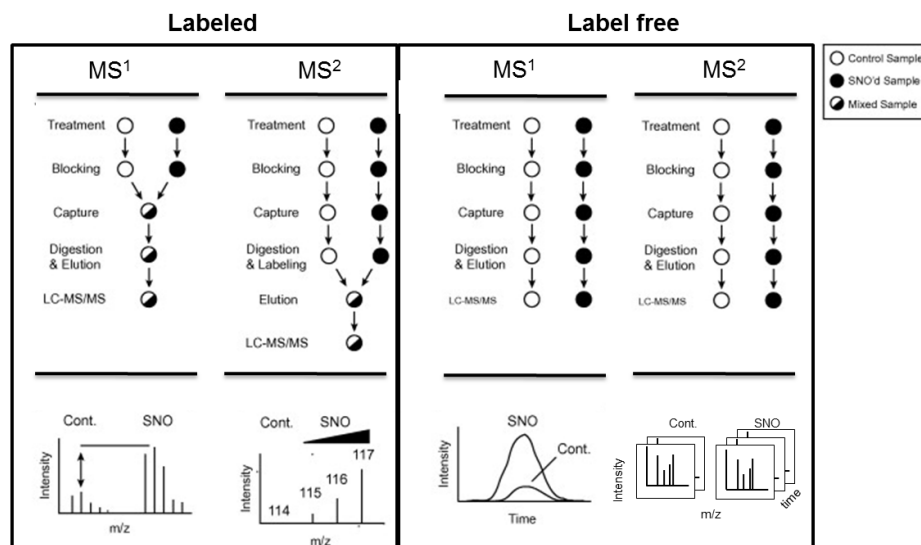 Labeled
Label free
MS1
MS2
MS1
MS2
Control Sample
SNO'd Sample
Mixed Sample
Treatment
Blocking
Capture
Digestion
& Elution
LC-MS/MS
Treatment
Blocking
Capture
Digestion
& Labeling
Elution
LC-MS/MS
Treatment
Blocking
Capture
Digestion
& Elution
LC-MS/MS
Treatment
Blocking
Capture
Digestion
& Elution
LC-MS/MS
Cont.
SNO
Intensity
m/z
Cont.
SNO
Intensity
114
115
116
117
m/z
SNO
Cont.
Intensity
Time
Cont.
SNO
Intensity
m/z
time